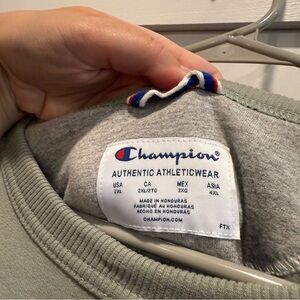 Champion®
AUTHENTIC ATHLETICWEAR
USA CA MEX ASIA
2XL 2XL/2TG 2XG 4XL
MADE IN HONDURAS
FABRIQUÉ AU HONDURAS
HECHO EN HONDURAS
CHAMPION.COM
FTX